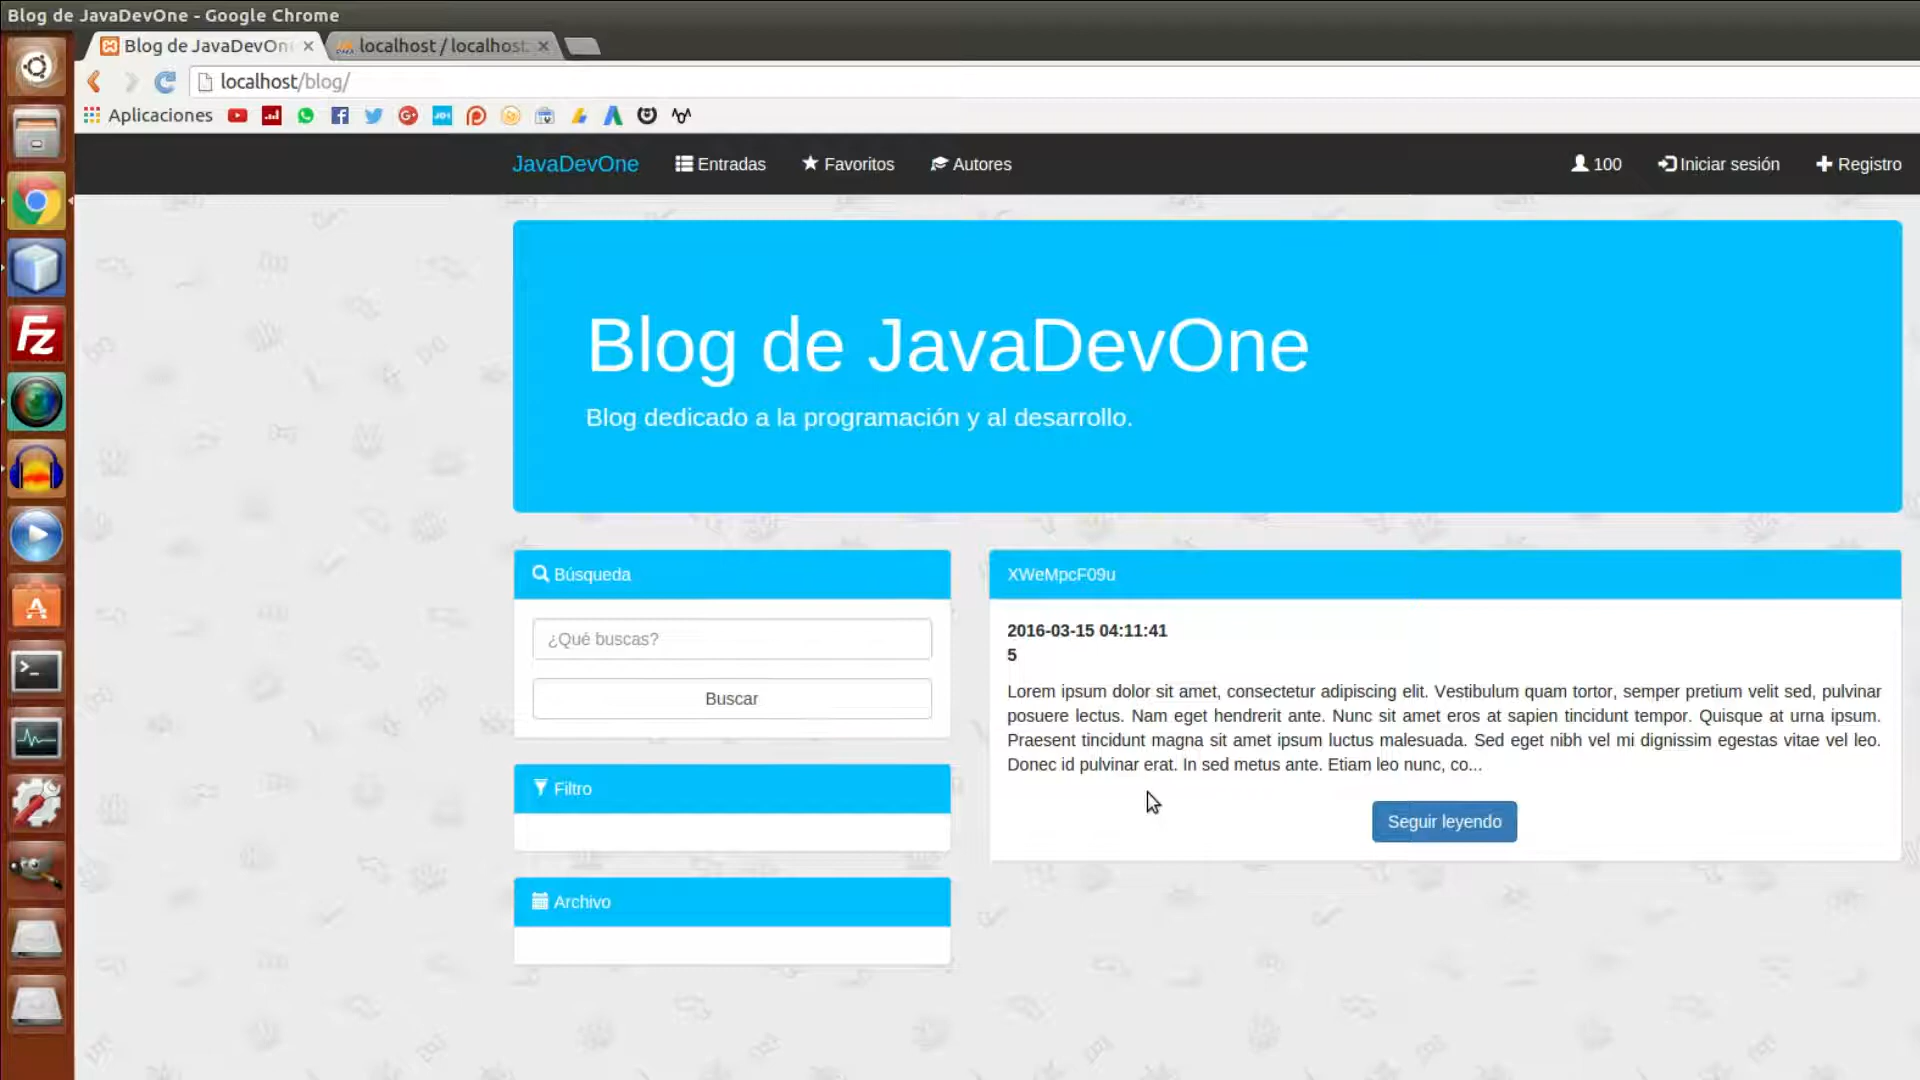 Blog de JavaDevOne - Google Chrome
Blog de JavaDevOn
localhost / localhost
localhost/blog/
Aplicaciones
JavaDevOne Entradas Favoritos Autores 100 Iniciar sesión Registro
Blog de JavaDevOne
Blog dedicado a la programación y al desarrollo.
Búsqueda
¿Qué buscas?
Buscar
Filtro
Archivo
XWeMpcF09u
2016-03-15 04:11:41
5
Lorem ipsum dolor sit amet, consectetur adipiscing elit. Vestibulum quam tortor, semper pretium velit sed, pulvinar
posuere lectus. Nam eget hendrerit ante. Nunc sit amet eros at sapien tincidunt tempor. Quisque at urna ipsum.
Praesent tincidunt magna sit amet ipsum luctus malesuada. Sed eget nibh vel mi dignissim egestas vitae vel leo.
Donec id pulvinar erat. In sed metus ante. Etiam leo nunc, co...
Seguir leyendo